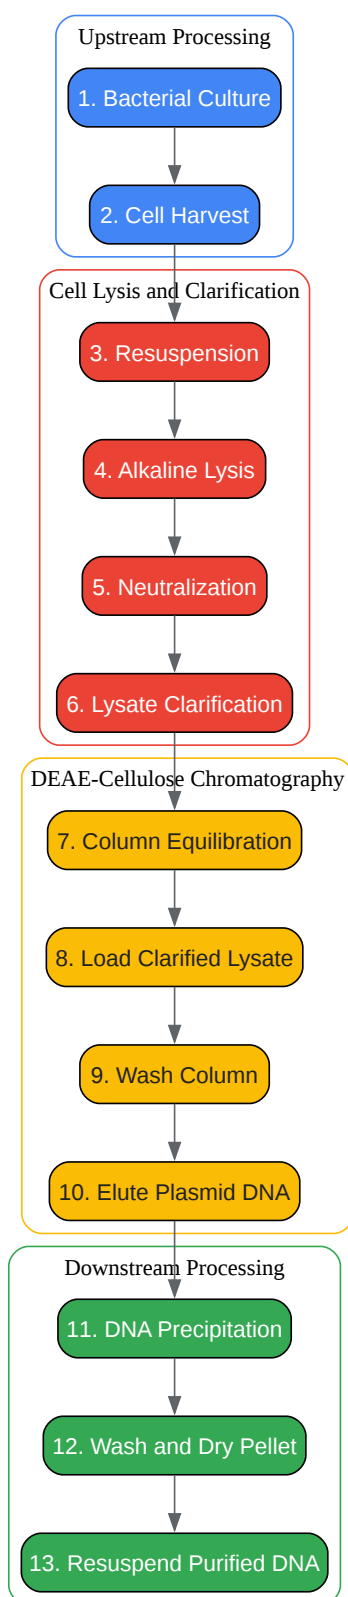 Upstream Processing
1. Bacterial Culture
2. Cell Harvest
Cell Lysis and Clarification
3. Resuspension
4. Alkaline Lysis
5. Neutralization
6. Lysate Clarification
DEAE-Cellulose Chromatography
7. Column Equilibration
8. Load Clarified Lysate
9. Wash Column
10. Elute Plasmid DNA
Downstream Processing
11. DNA Precipitation
12. Wash and Dry Pellet
13. Resuspend Purified DNA